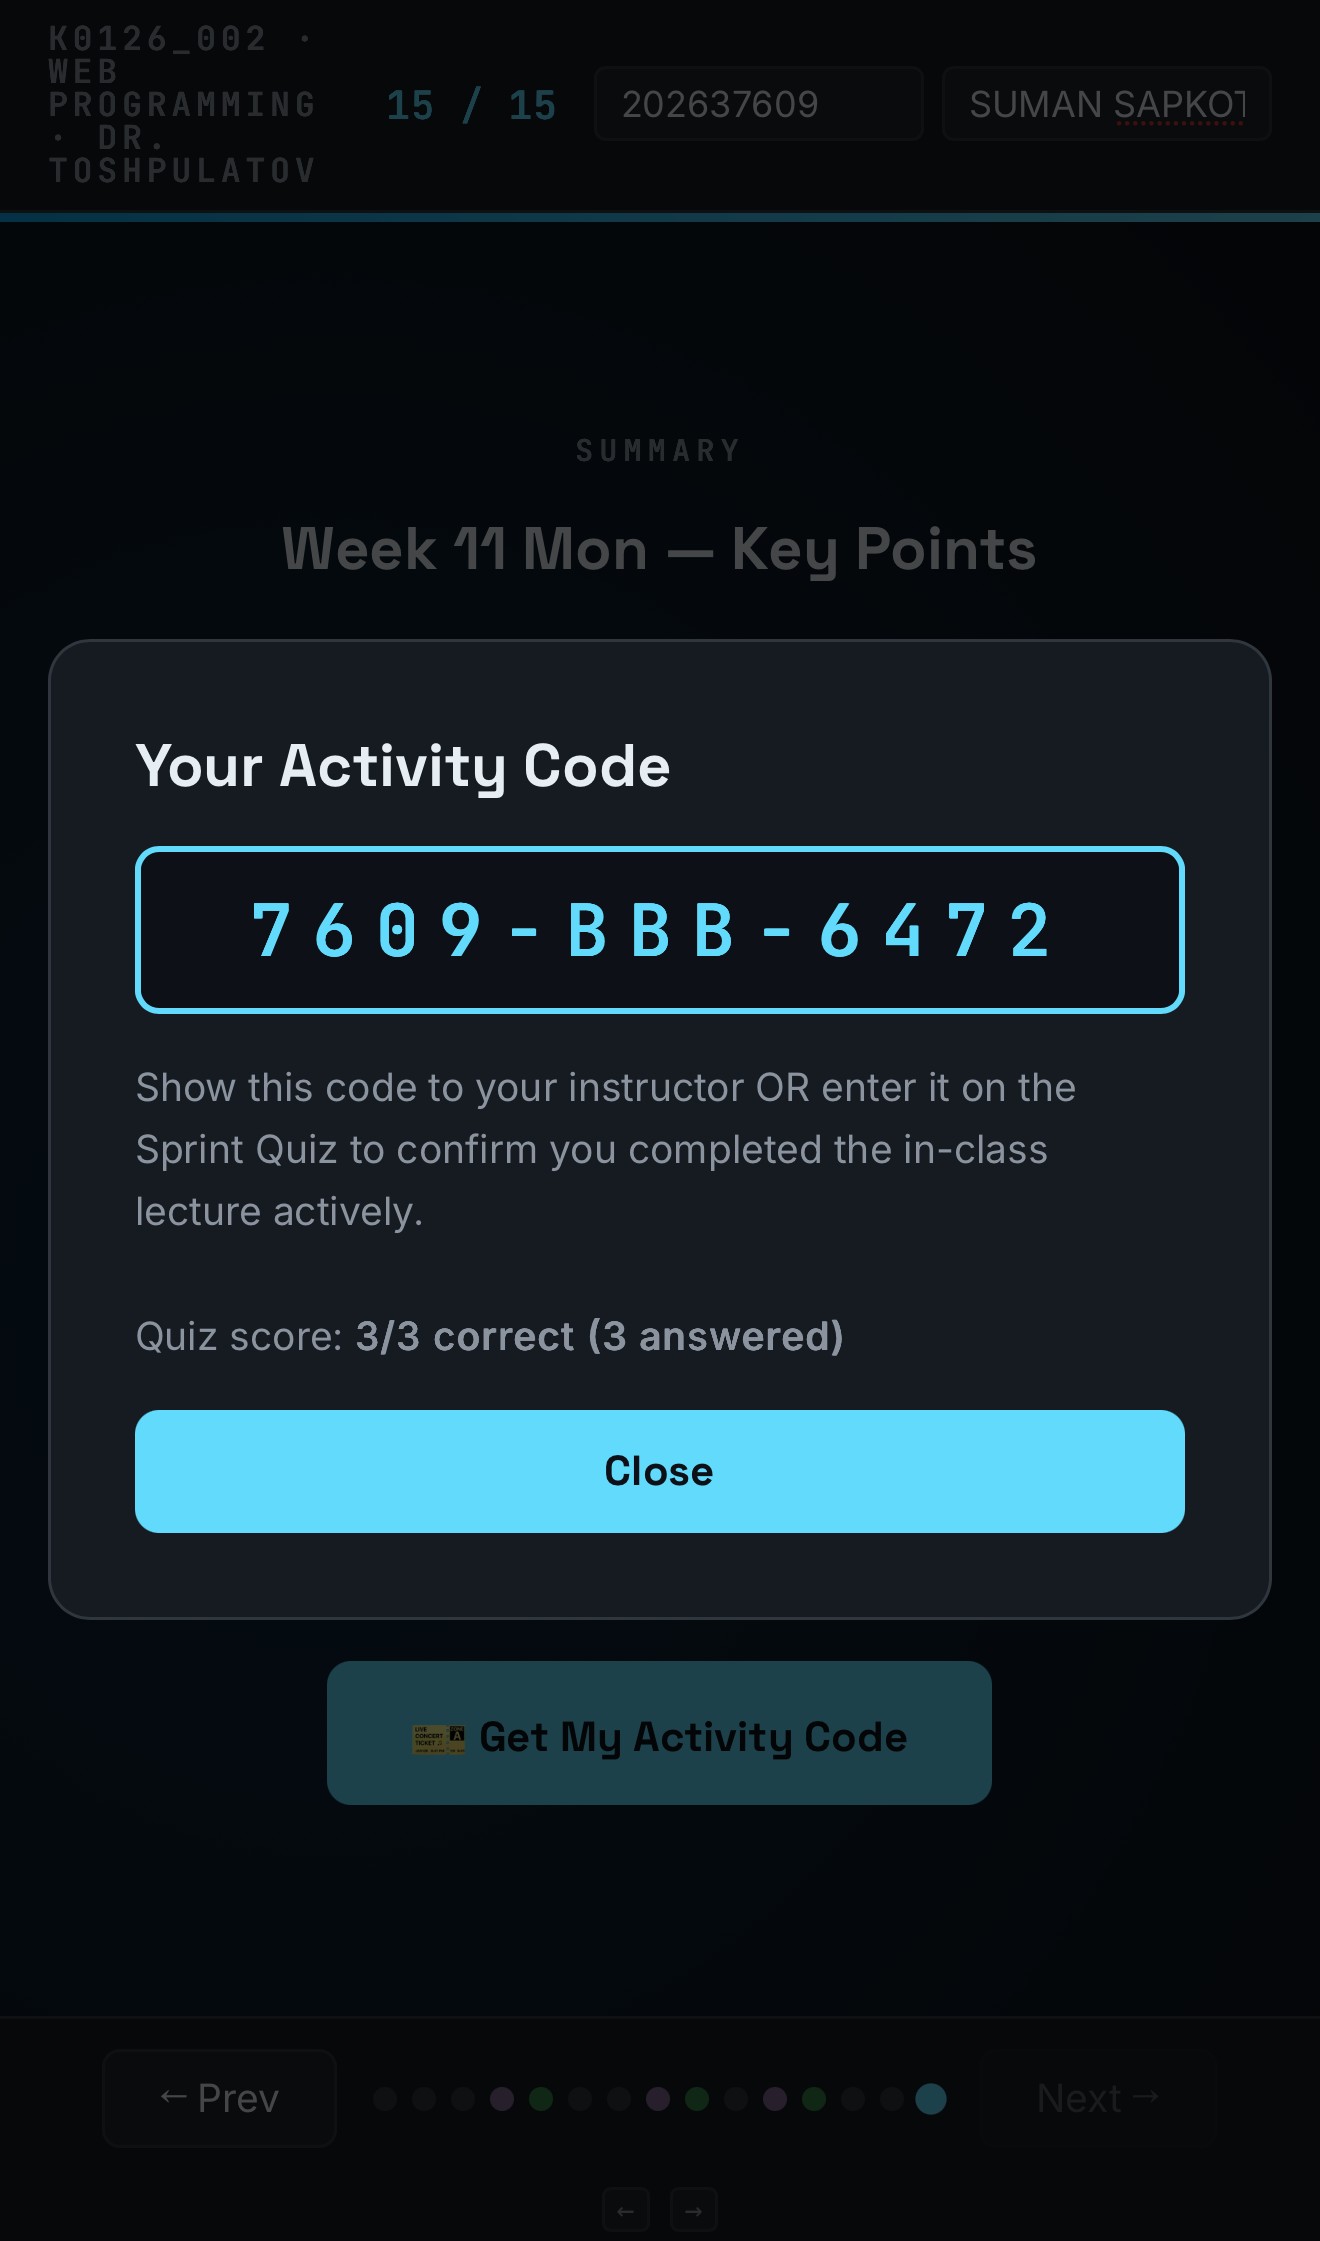 K0126_002 ·
WEB
PROGRAMMING
· DR.
TOSHPULATOV
15 / 15
202637609
SUMAN SAPKOT
SUMMARY
Week 11 Mon — Key Points
Your Activity Code
7609-BBB-6472
Show this code to your instructor OR enter it on the
Sprint Quiz to confirm you completed the in-class
lecture actively.
Quiz score: 3/3 correct (3 answered)
Close
🎫 Get My Activity Code
← Prev
Next →
← →